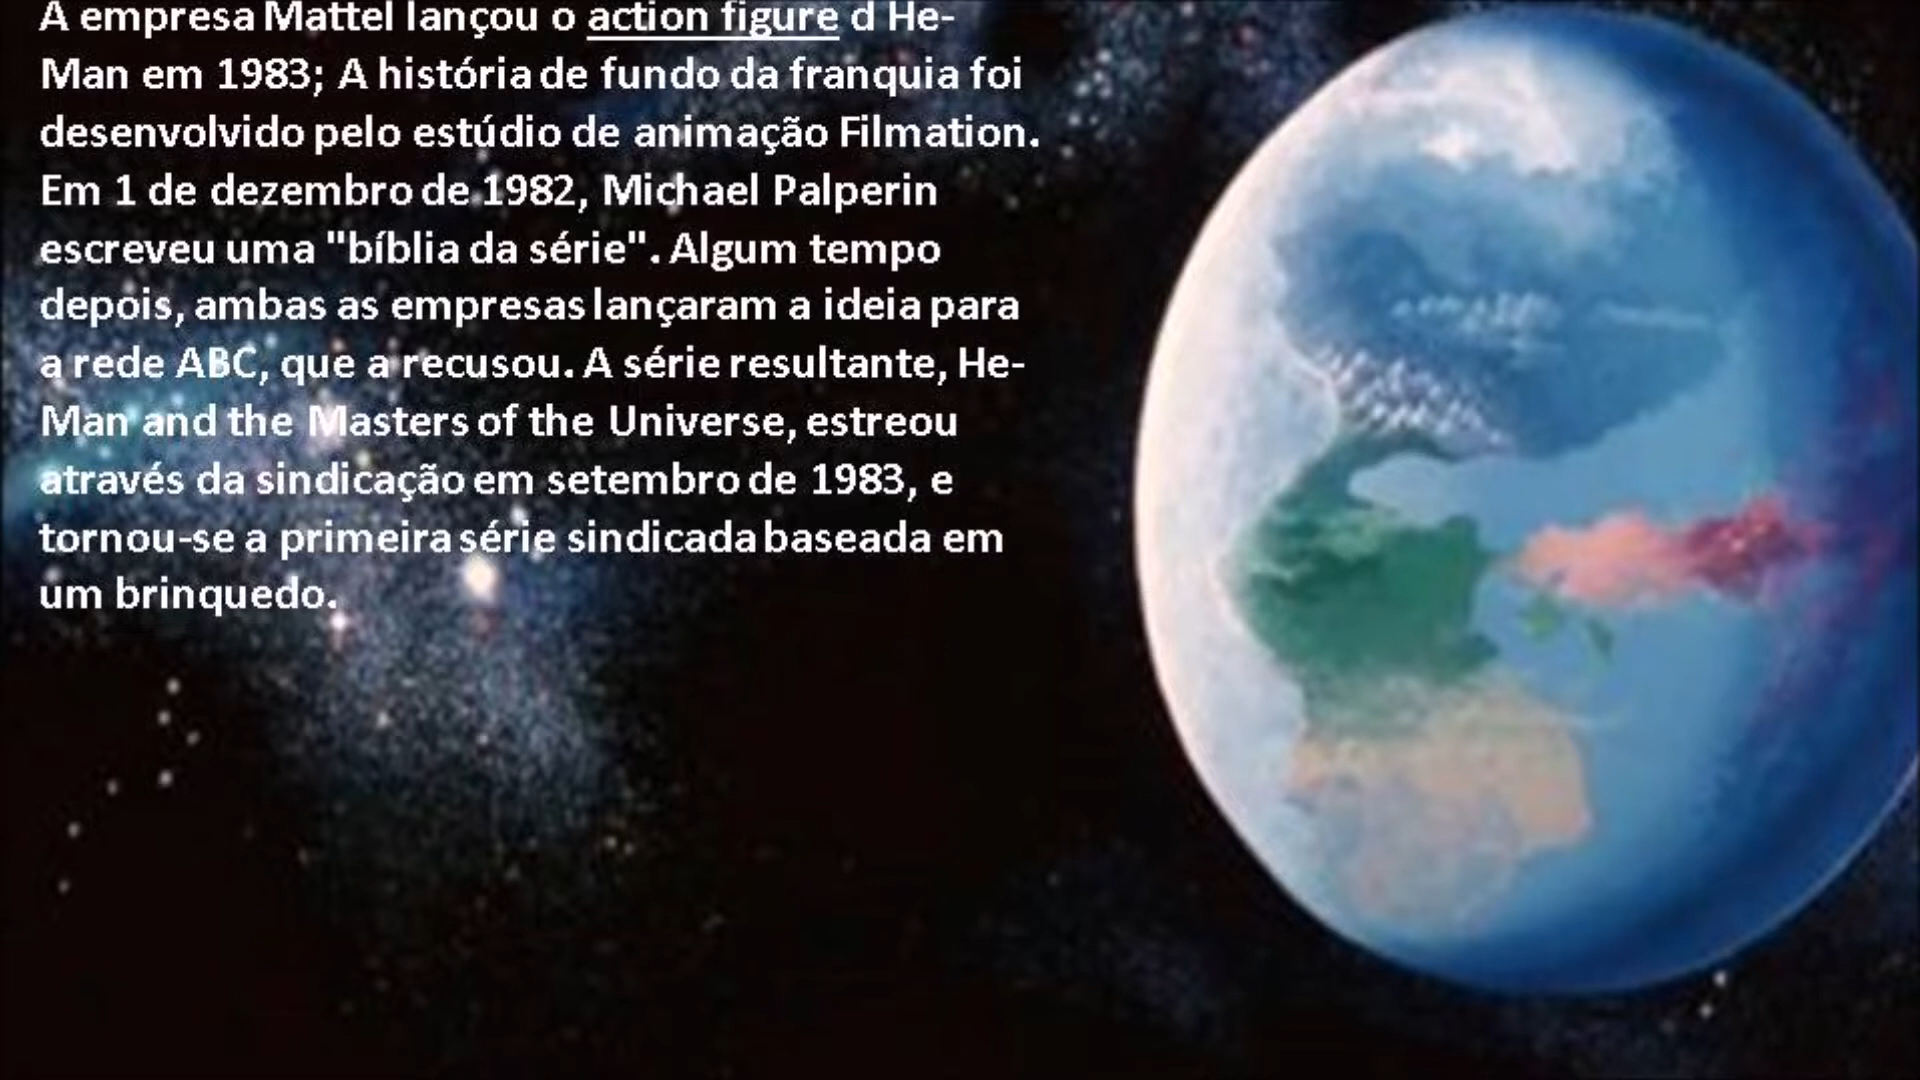 A empresa Mattel lançou o action figure d He-
Man em 1983; A história de fundo da franquia foi
desenvolvido pelo estúdio de animação Filmation.
Em 1 de dezembro de 1982, Michael Palperin
escreveu uma "bíblia da série". Algum tempo
depois, ambas as empresas lançaram a ideia para
a rede ABC, que a recusou. A série resultante, He-
Man and the Masters of the Universe, estreou
através da sindicação em setembro de 1983, e
tornou-se a primeira série sindicada baseada em
um brinquedo.